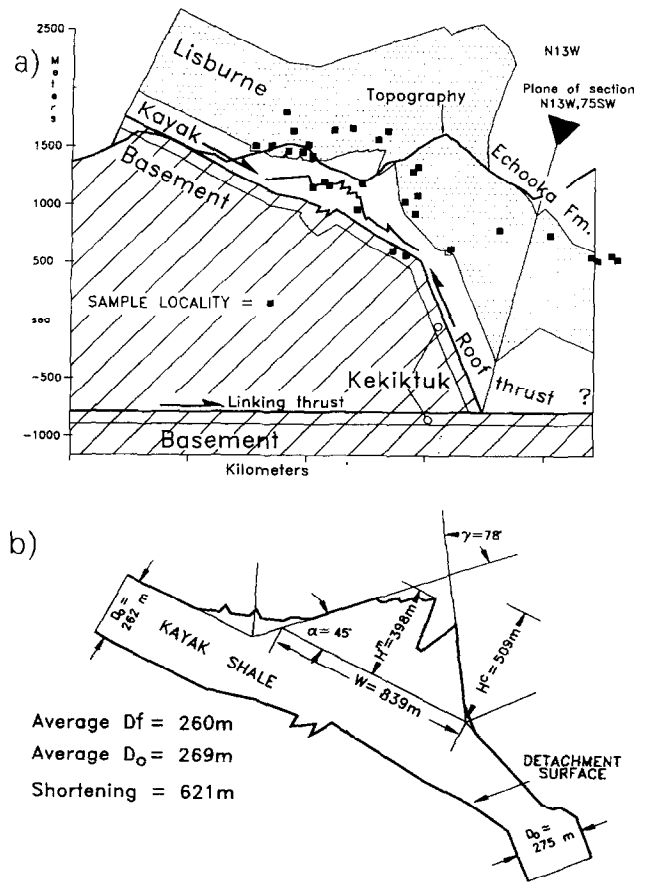 a)
2500
Meters
1500
1000
500
sea
-500
-1000
Lisburne
Kayak
Basement
Topography
N13W
Plane of section
N13W,75SW
Echooka Fm.
SAMPLE LOCALITY = ■
Roof thrust
?
Kekiktuk
Linking thrust
Basement
Kilometers
b)
γ=78°
Do = 262 m
KAYAK SHALE
α=45°
Hm=398m
W=839m
Hc=509m
Average Df = 260m
Average Do = 269m
Shortening = 621m
DETACHMENT
SURFACE
Do =
275 m